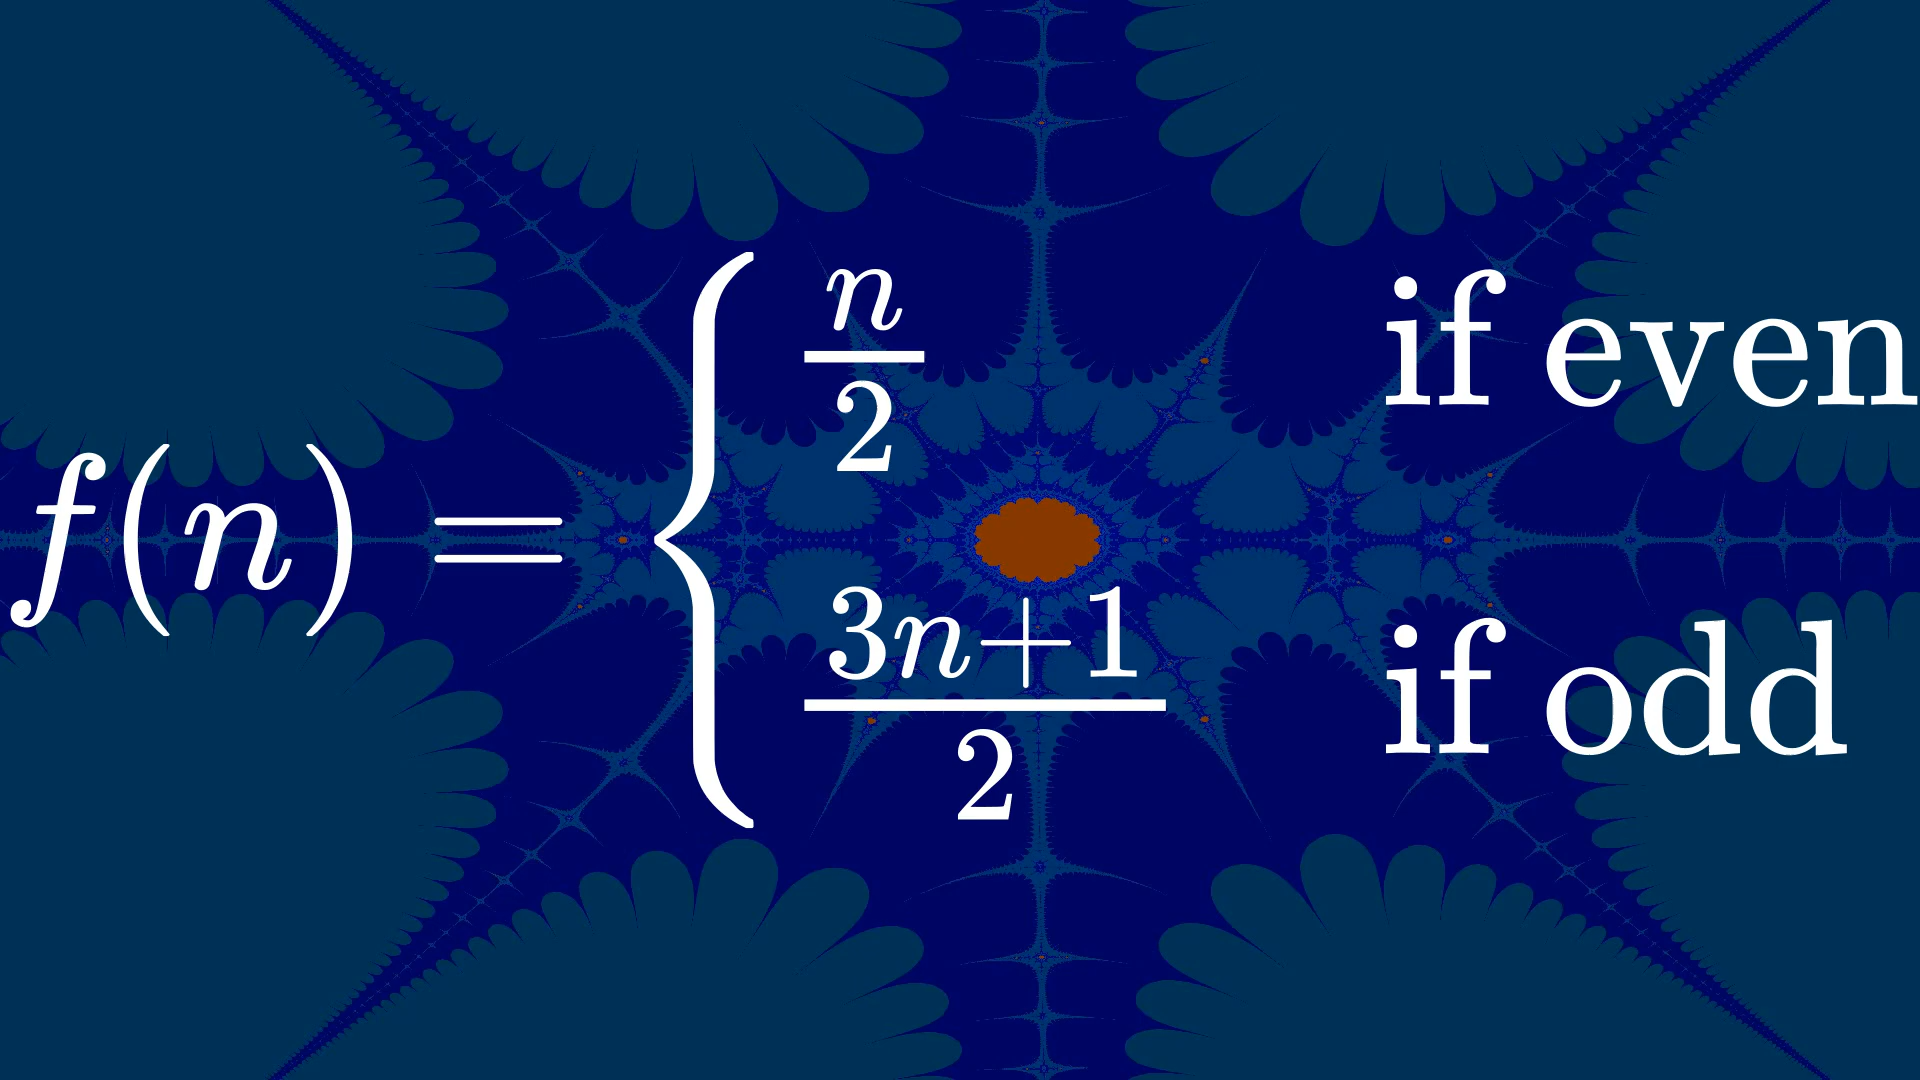 f(n) = { n/2 if even
(3n+1)/2 if odd